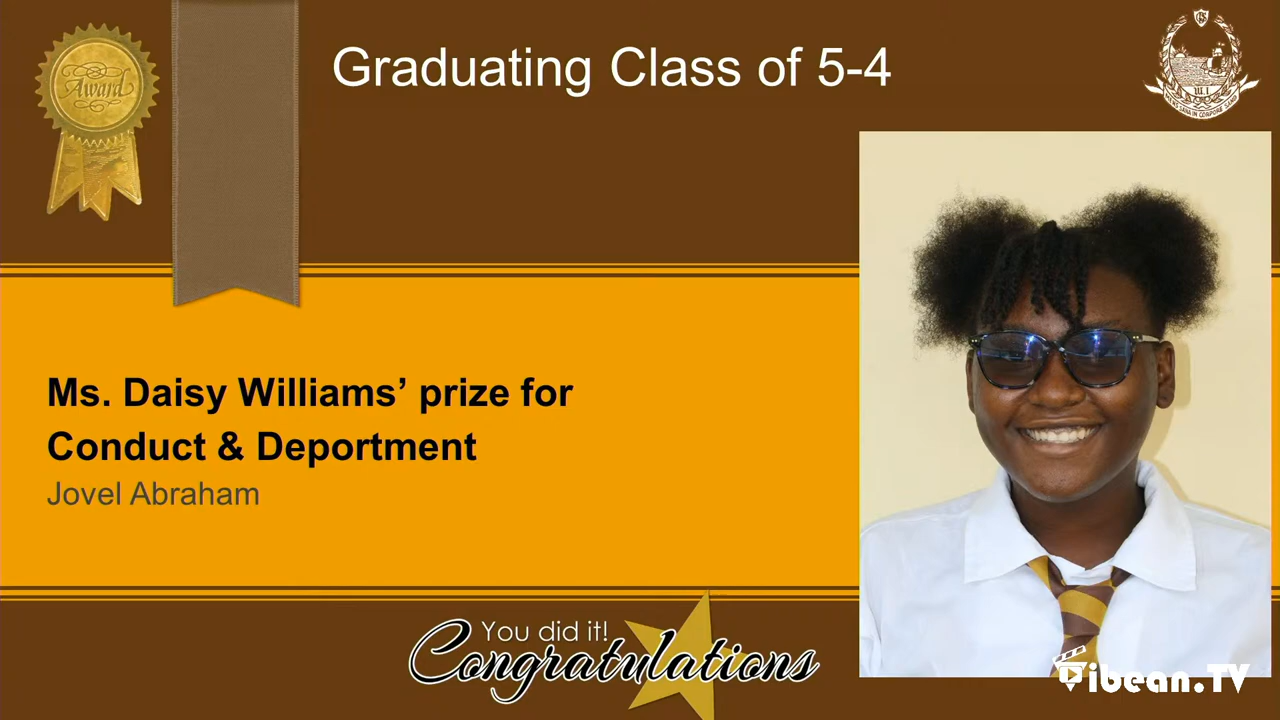 Graduating Class of 5-4
Award
Ms. Daisy Williams’ prize for
Conduct & Deportment
Jovel Abraham
You did it!
Congratulations
ibean.TV